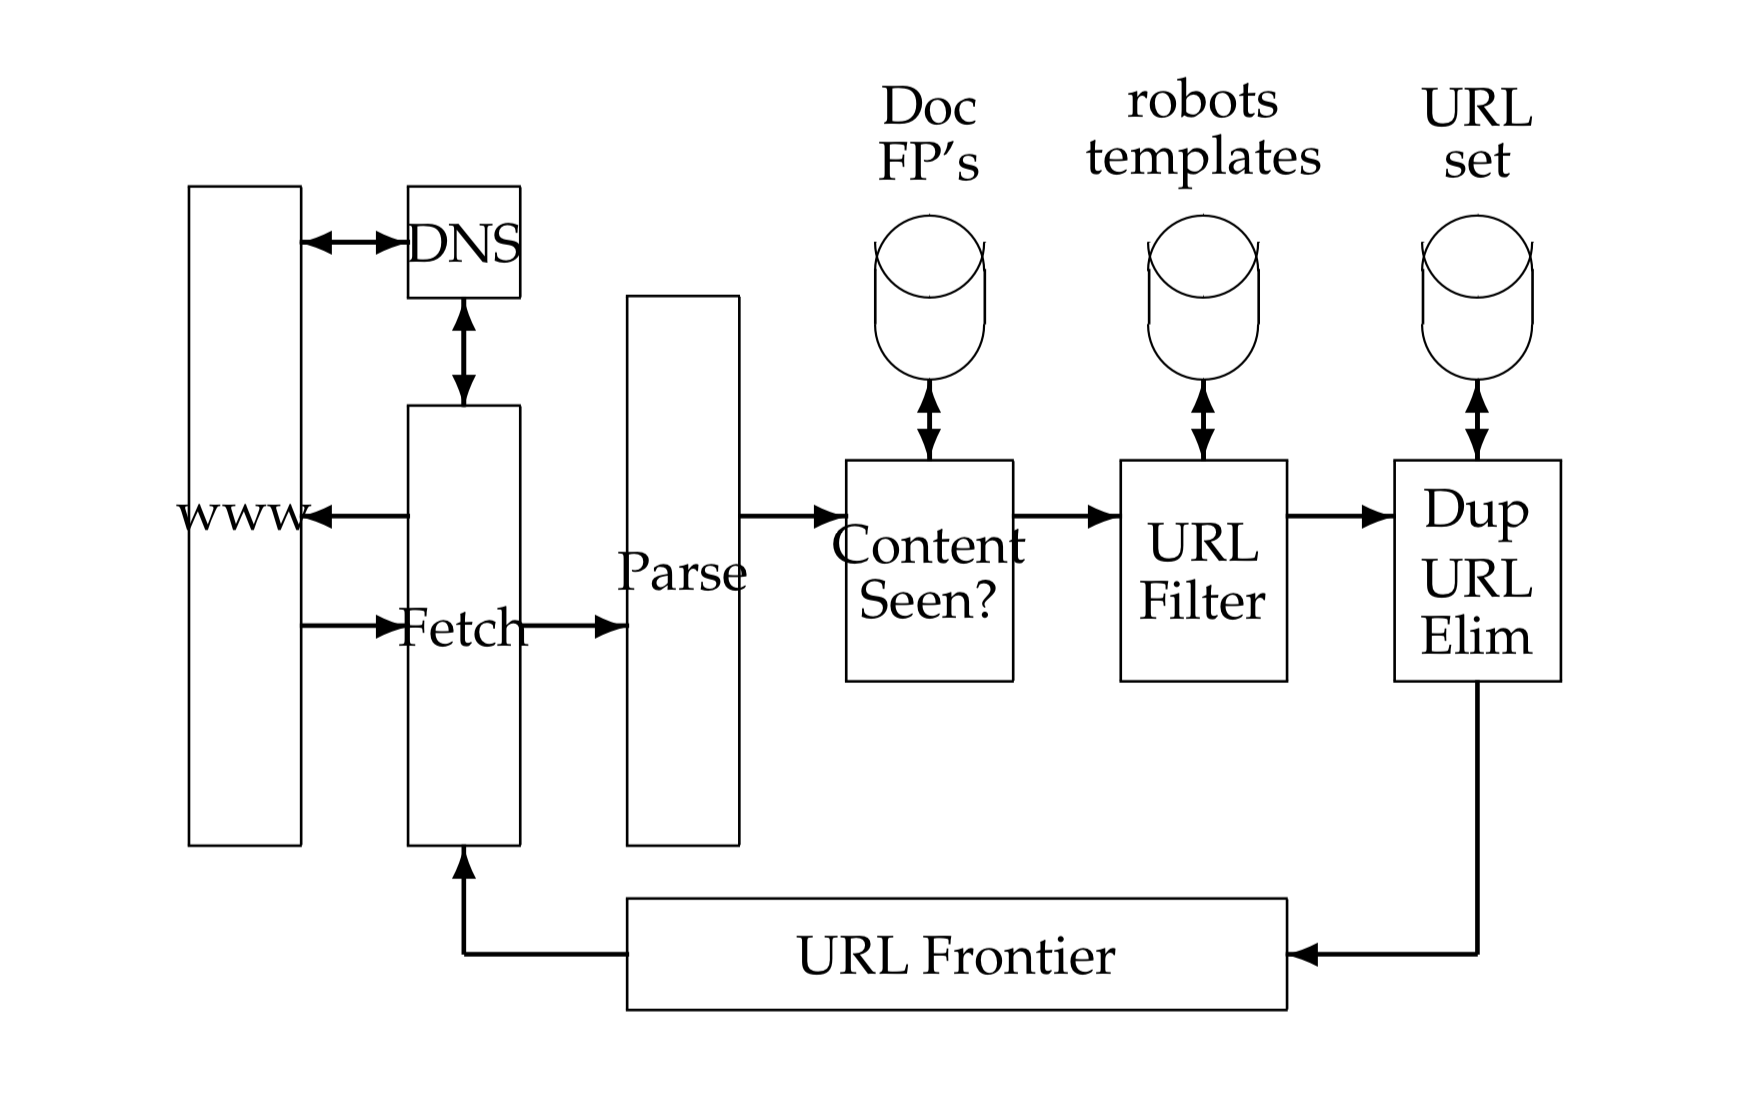 Doc
FP's
robots
templates
URL
set
DNS
www
Fetch
Parse
Content
Seen?
URL
Filter
Dup
URL
Elim
URL Frontier